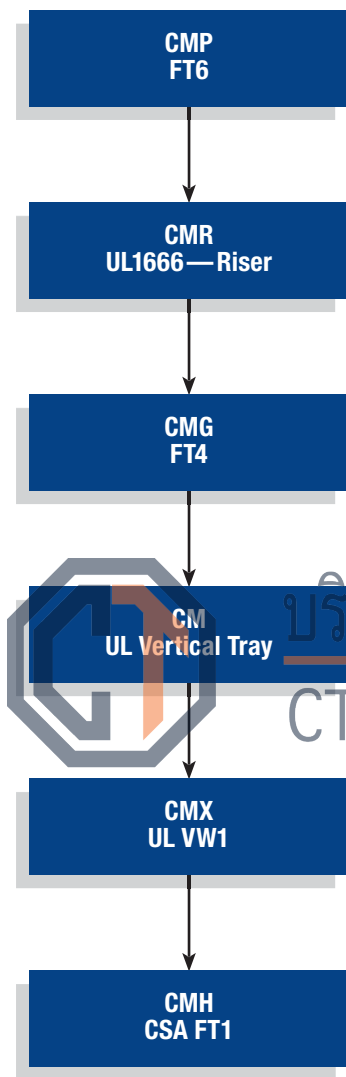 CMP
FT6
CMR
UL1666—Riser
CMG
FT4
CM
UL Vertical Tray
CMX
UL VW1
CMH
CSA FT1